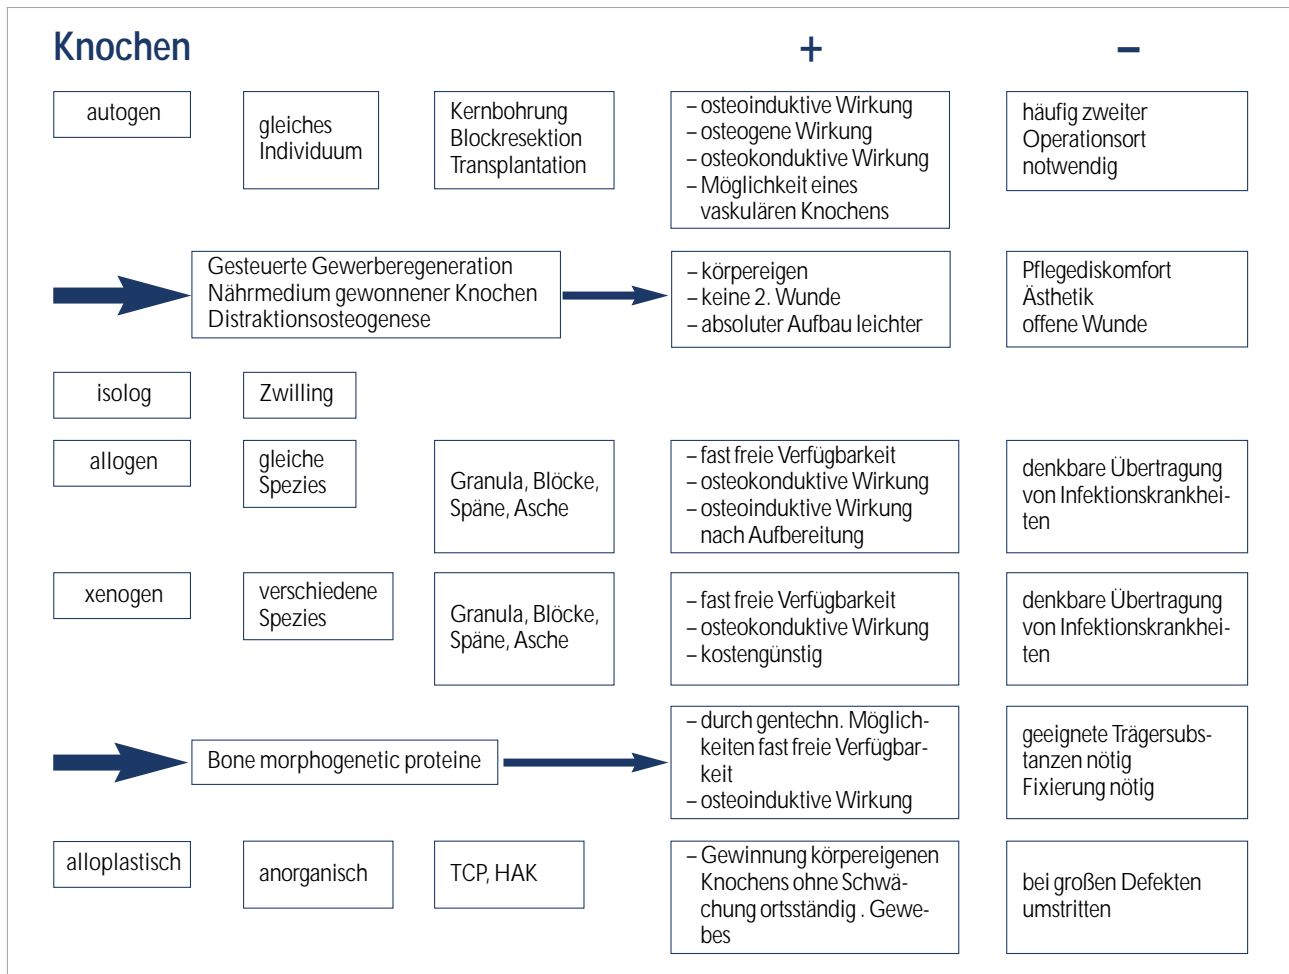 Knochen
+
–
autogen
gleiches
Individuum
Kernbohrung
Blockresektion
Transplantation
– osteoinduktive Wirkung
– osteogene Wirkung
– osteokonduktive Wirkung
– Möglichkeit eines
vaskulären Knochens
häufig zweiter
Operationsort
notwendig
Gesteuerte Gewerberegeneration
Nährmedium gewonnener Knochen
Distraktionsosteogenese
– körpereigen
– keine 2. Wunde
– absoluter Aufbau leichter
Pflegediskomfort
Ästhetik
offene Wunde
isolog
Zwilling
allogen
gleiche
Spezies
Granula, Blöcke,
Späne, Asche
– fast freie Verfügbarkeit
– osteokonduktive Wirkung
– osteoinduktive Wirkung
nach Aufbereitung
denkbare Übertragung
von Infektionskrankhei-
ten
xenogen
verschiedene
Spezies
Granula, Blöcke,
Späne, Asche
– fast freie Verfügbarkeit
– osteokonduktive Wirkung
– kostengünstig
denkbare Übertragung
von Infektionskrankhei-
ten
Bone morphogenetic proteine
– durch gentechn. Möglich-
keiten fast freie Verfügbar-
keit
– osteoinduktive Wirkung
geeignete Trägersubs-
tanzen nötig
Fixierung nötig
alloplastisch
anorganisch
TCP, HAK
– Gewinnung körpereigenen
Knochens ohne Schwä-
chung ortsständig . Gewe-
bes
bei großen Defekten
umstritten